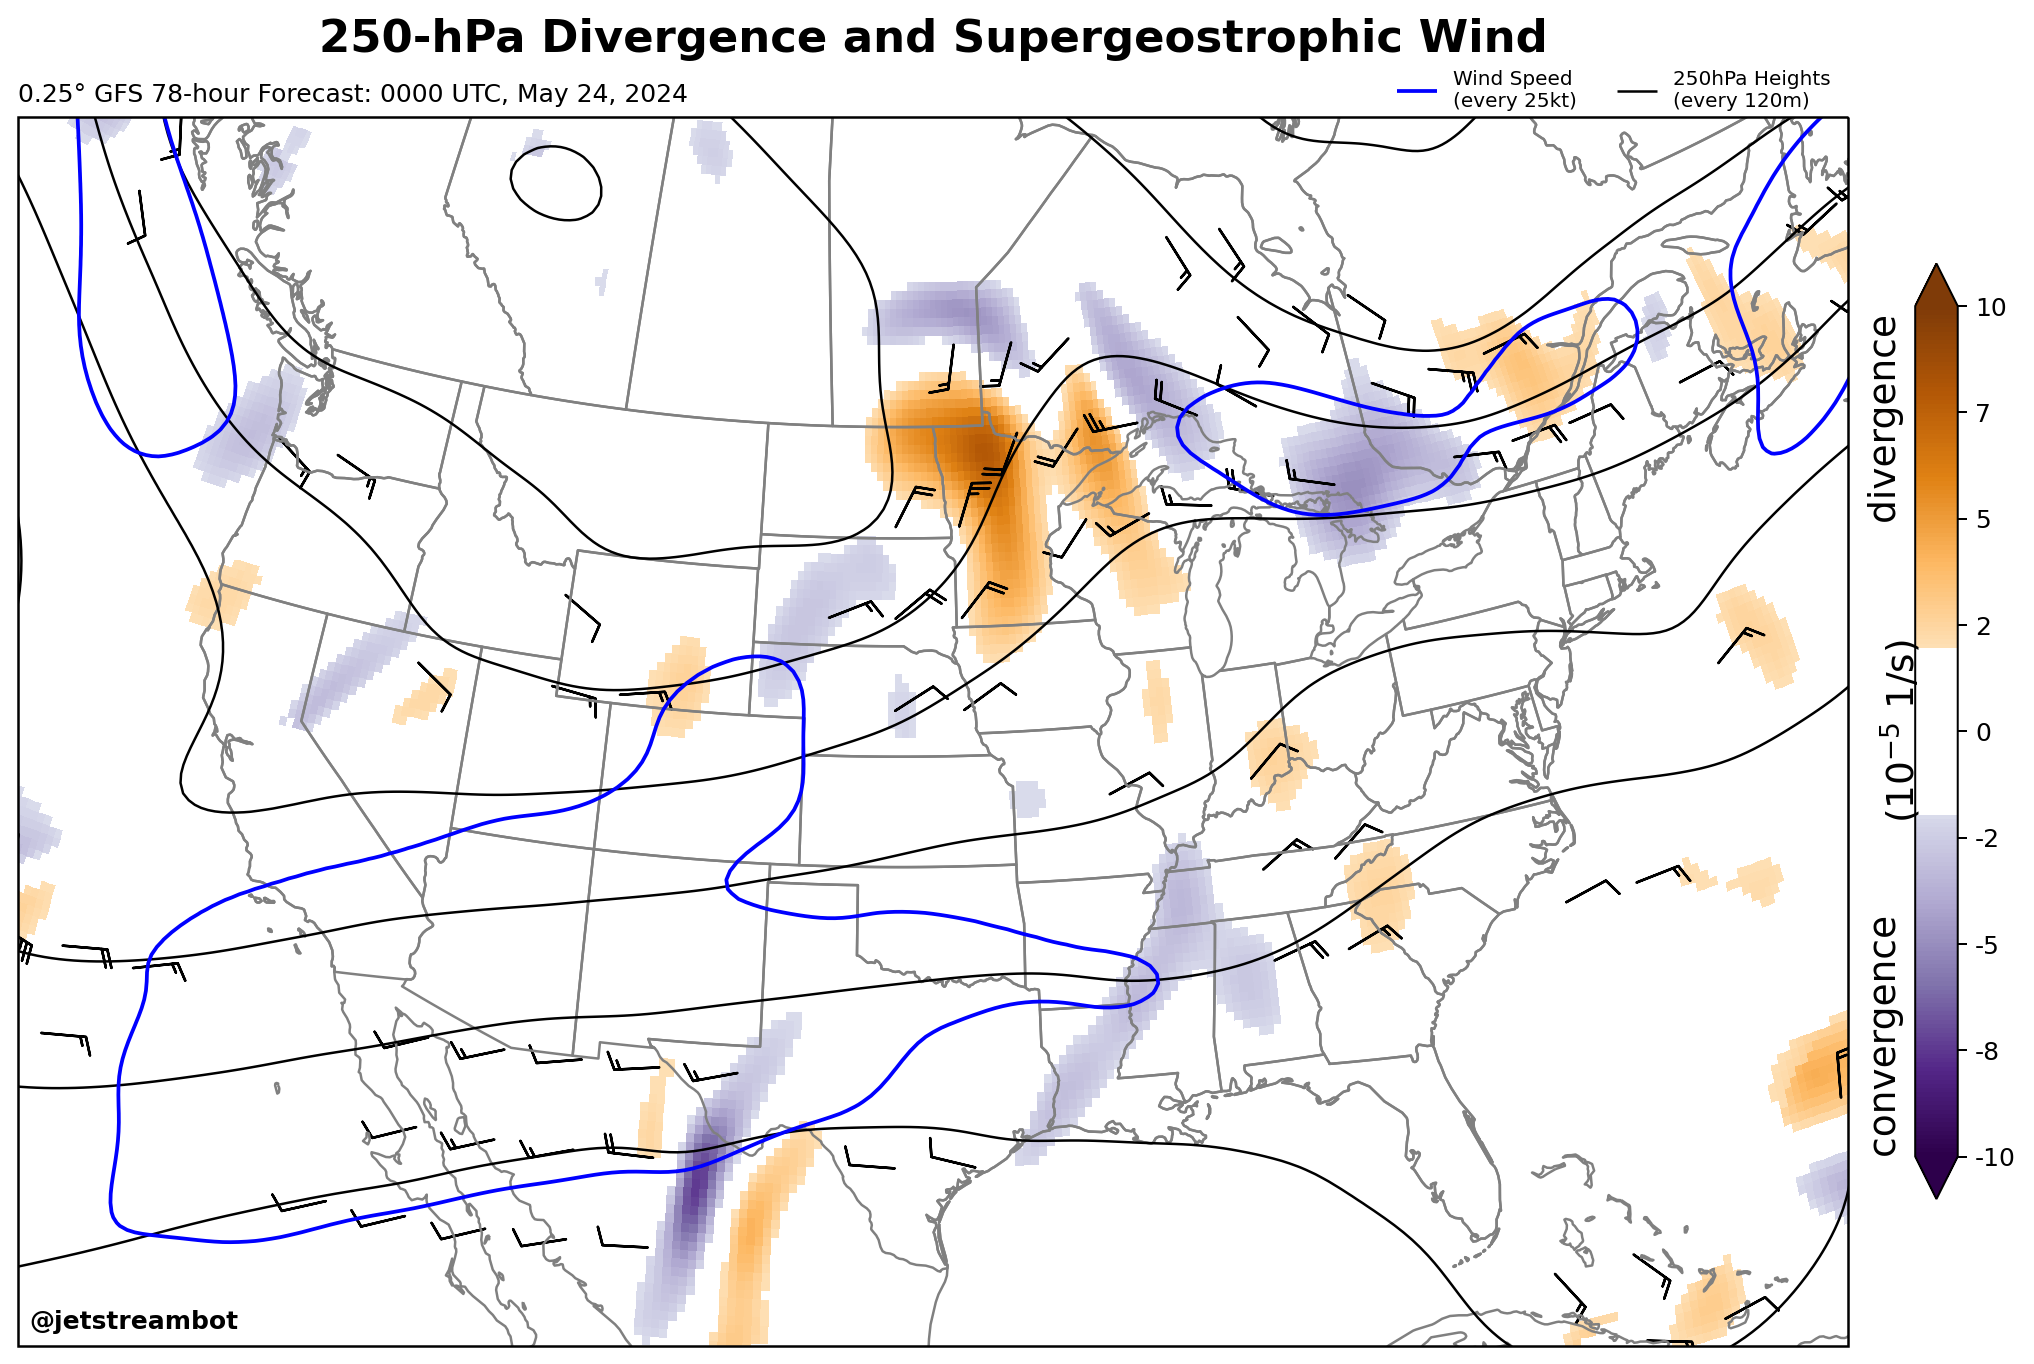 250-hPa Divergence and Supergeostrophic Wind
0.25° GFS 78-hour Forecast: 0000 UTC, May 24, 2024
Wind Speed
(every 25kt)
250hPa Heights
(every 120m)
10
7
5
2
0
-2
-5
-8
-10
convergence (10⁻⁵ 1/s) divergence
@jetstreambot